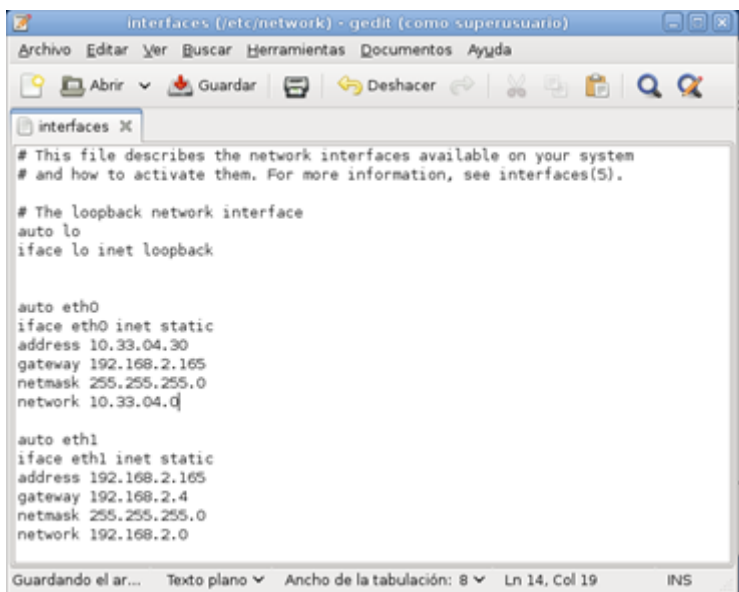 interfaces (/etc/network) - gedit (como superusuario)
Archivo Editar Ver Buscar Herramientas Documentos Ayuda
Abrir Guardar Deshacer
interfaces
# This file describes the network interfaces available on your system
# and how to activate them. For more information, see interfaces(5).
# The loopback network interface
auto lo
iface lo inet loopback
auto eth0
iface eth0 inet static
address 10.33.04.30
gateway 192.168.2.165
netmask 255.255.255.0
network 10.33.04.0
auto eth1
iface eth1 inet static
address 192.168.2.165
gateway 192.168.2.4
netmask 255.255.255.0
network 192.168.2.0
Guardando el ar... Texto plano Ancho de la tabulación: 8 Ln 14, Col 19 INS